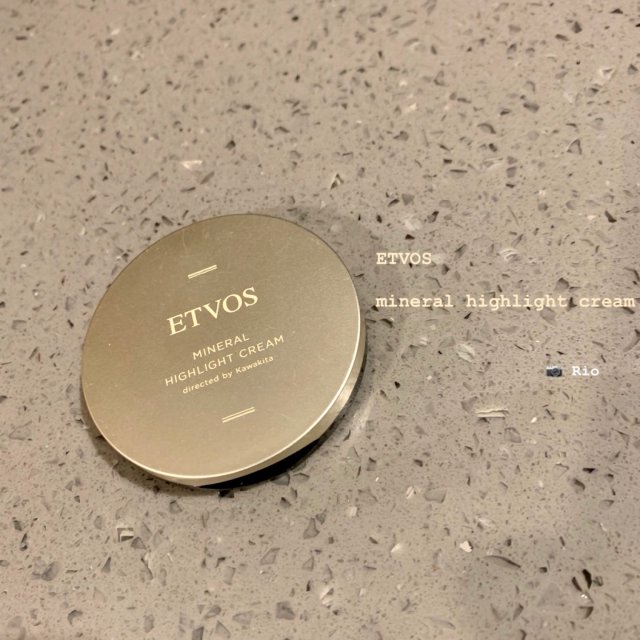 ETVOS
MINERAL
HIGHLIGHT CREAM
directed by Kawakita
ETVOS
mineral highlight cream
📷 Rio